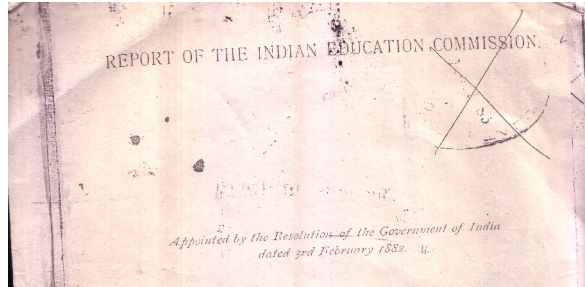 REPORT OF THE INDIAN EDUCATION COMMISSION.
Appointed by the Resolution of the Government of India
dated 3rd February 1882.